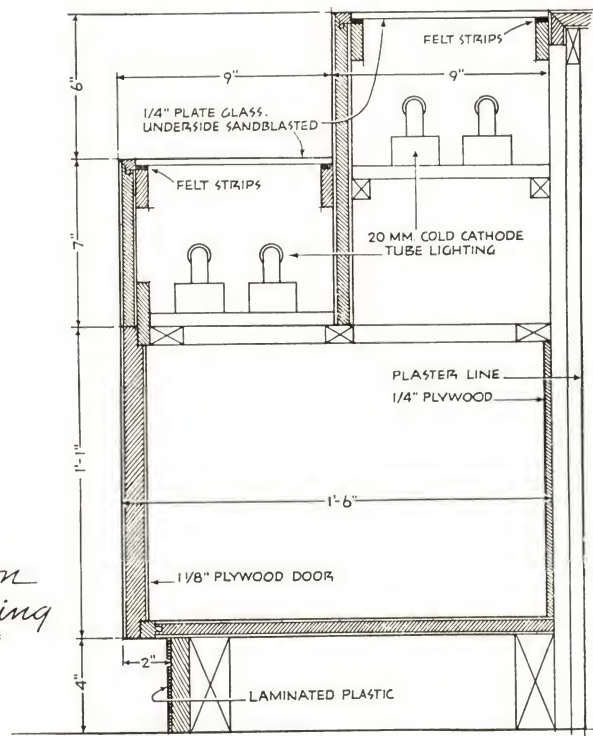 FELT STRIPS
6"
9"
9"
1/4" PLATE GLASS.
UNDERSIDE SANDBLASTED
FELT STRIPS
7"
20 MM. COLD CATHODE
TUBE LIGHTING
PLASTER LINE
1/4" PLYWOOD
1'-1"
1'-6"
1 1/8" PLYWOOD DOOR
2"
4"
LAMINATED PLASTIC